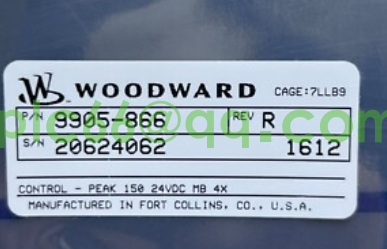 WOODWARD CAGE:7LLB9
P/N 9905-866 REV R
plc66@qq.com
S/N 20624062 1612
CONTROL - PEAK 150 24VDC MB 4X
MANUFACTURED IN FORT COLLINS, CO., U.S.A.